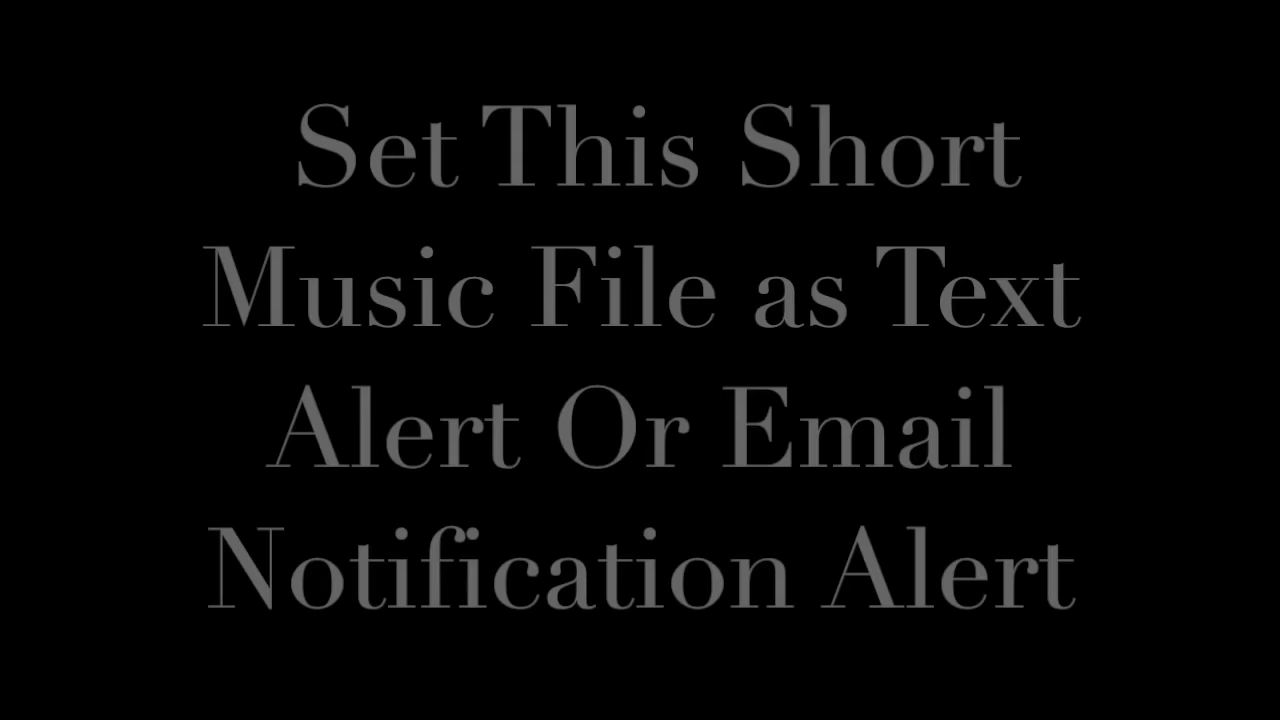 Set This Short
Music File as Text
Alert Or Email
Notification Alert